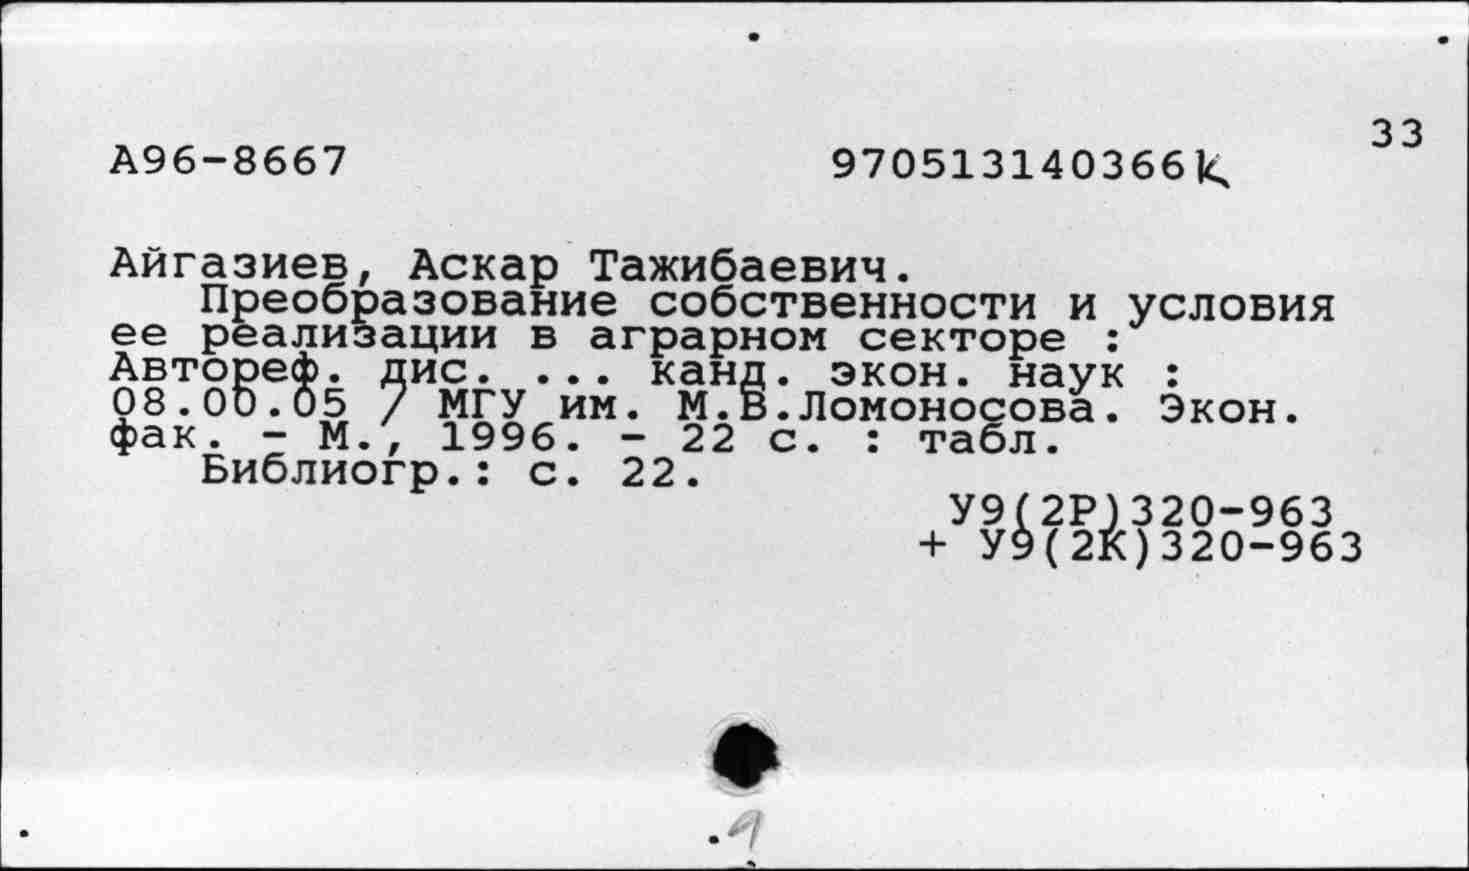 33
А96-8667 970513140366К
Айгазиев, Аскар Тажибаевич.
Преобразование собственности и условия
ее реализации в аграрном секторе :
Автореф. дис. ... канд. экон. наук :
08.00.05 / МГУ им. М.В.Ломоносова. Экон.
фак. - М., 1996. - 22 с. : табл.
Библиогр.: с. 22.
У9(2Р)320-963
+ У9(2К)320-963